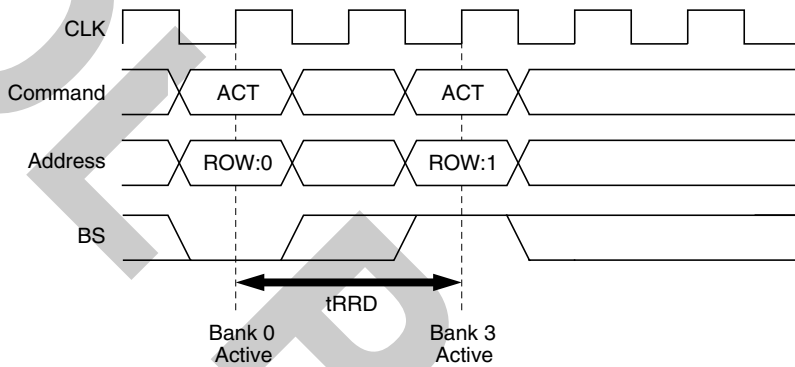 CLK
Command ACT ACT
Address ROW:0 ROW:1
BS
tRRD
Bank 0 Bank 3
Active Active